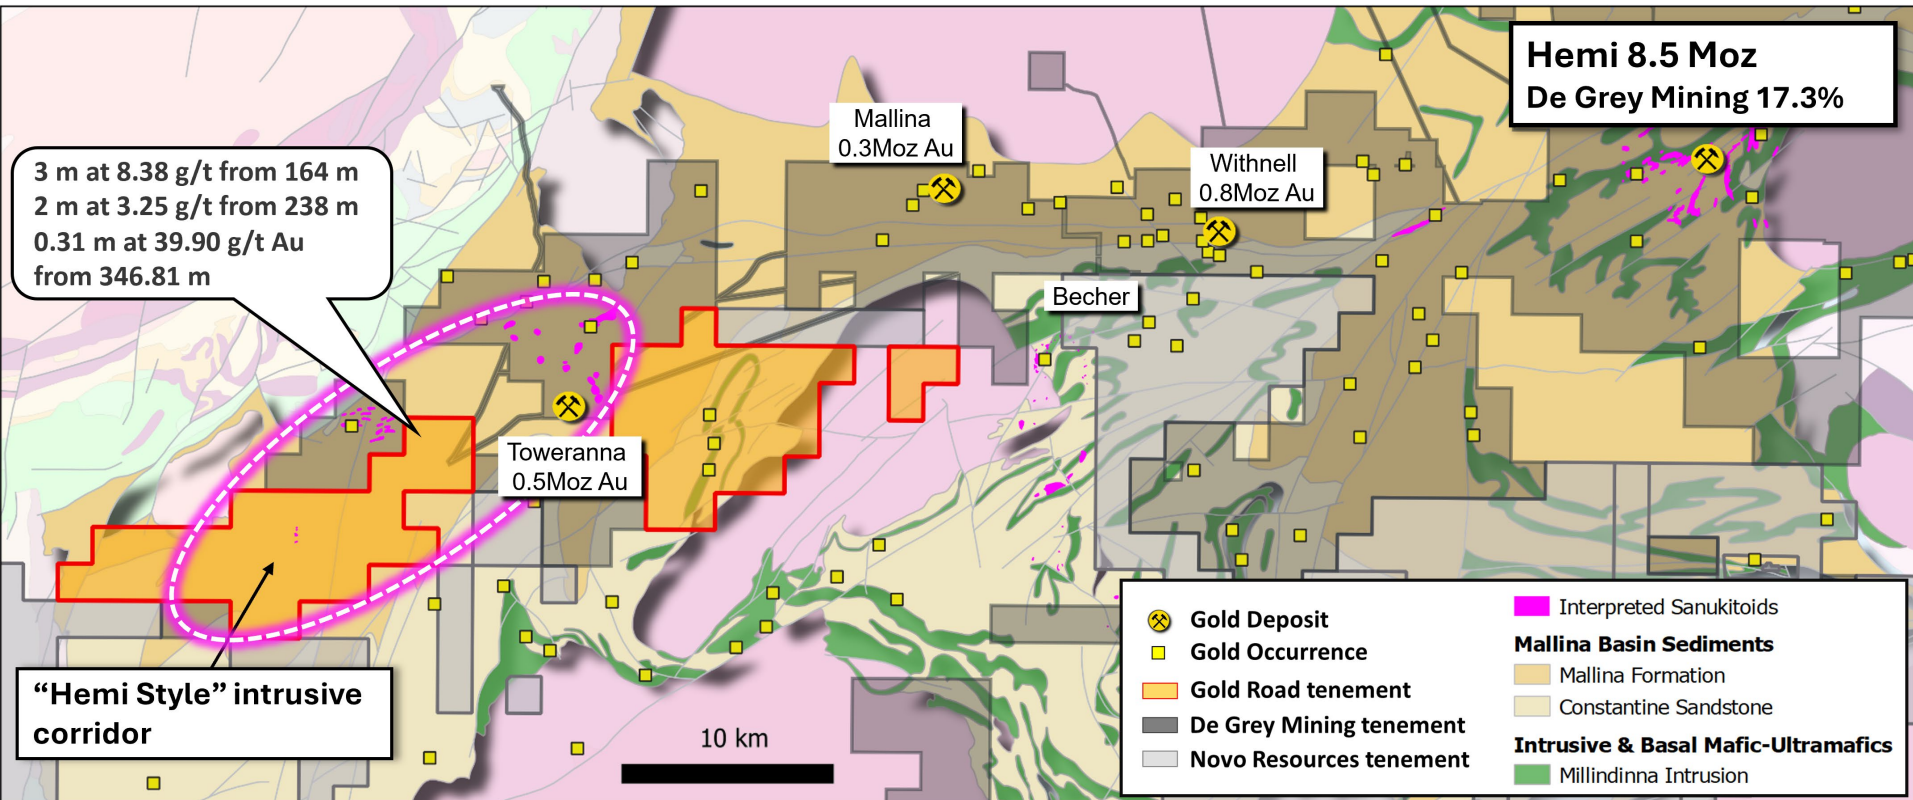 Hemi 8.5 Moz
De Grey Mining 17.3%
Mallina
0.3Moz Au
Withnell
0.8Moz Au
3 m at 8.38 g/t from 164 m
2 m at 3.25 g/t from 238 m
0.31 m at 39.90 g/t Au
from 346.81 m
Becher
Toweranna
0.5Moz Au
“Hemi Style” intrusive
corridor
10 km
Gold Deposit
Gold Occurrence
Gold Road tenement
De Grey Mining tenement
Novo Resources tenement
Interpreted Sanukitoids
Mallina Basin Sediments
Mallina Formation
Constantine Sandstone
Intrusive & Basal Mafic-Ultramafics
Millindinna Intrusion